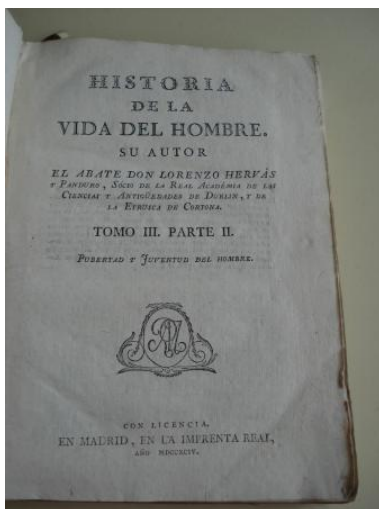 HISTORIA
DE LA
VIDA DEL HOMBRE.
SU AUTOR
EL ABATE DON LORENZO HERVÁS
Y PANDURO, SOCIO DE LA REAL ACADÉMIA DE LAS
CIENCIAS Y ANTIGÜEDADES DE DUBLIN, Y DE
LA ETRUSCA DE CORTONA.
TOMO III. PARTE II.
PUBERTAD Y JUVENTUD DEL HOMBRE.
CON LICENCIA.
EN MADRID, EN LA IMPRENTA REAL,
AÑO MDCCXCIV.